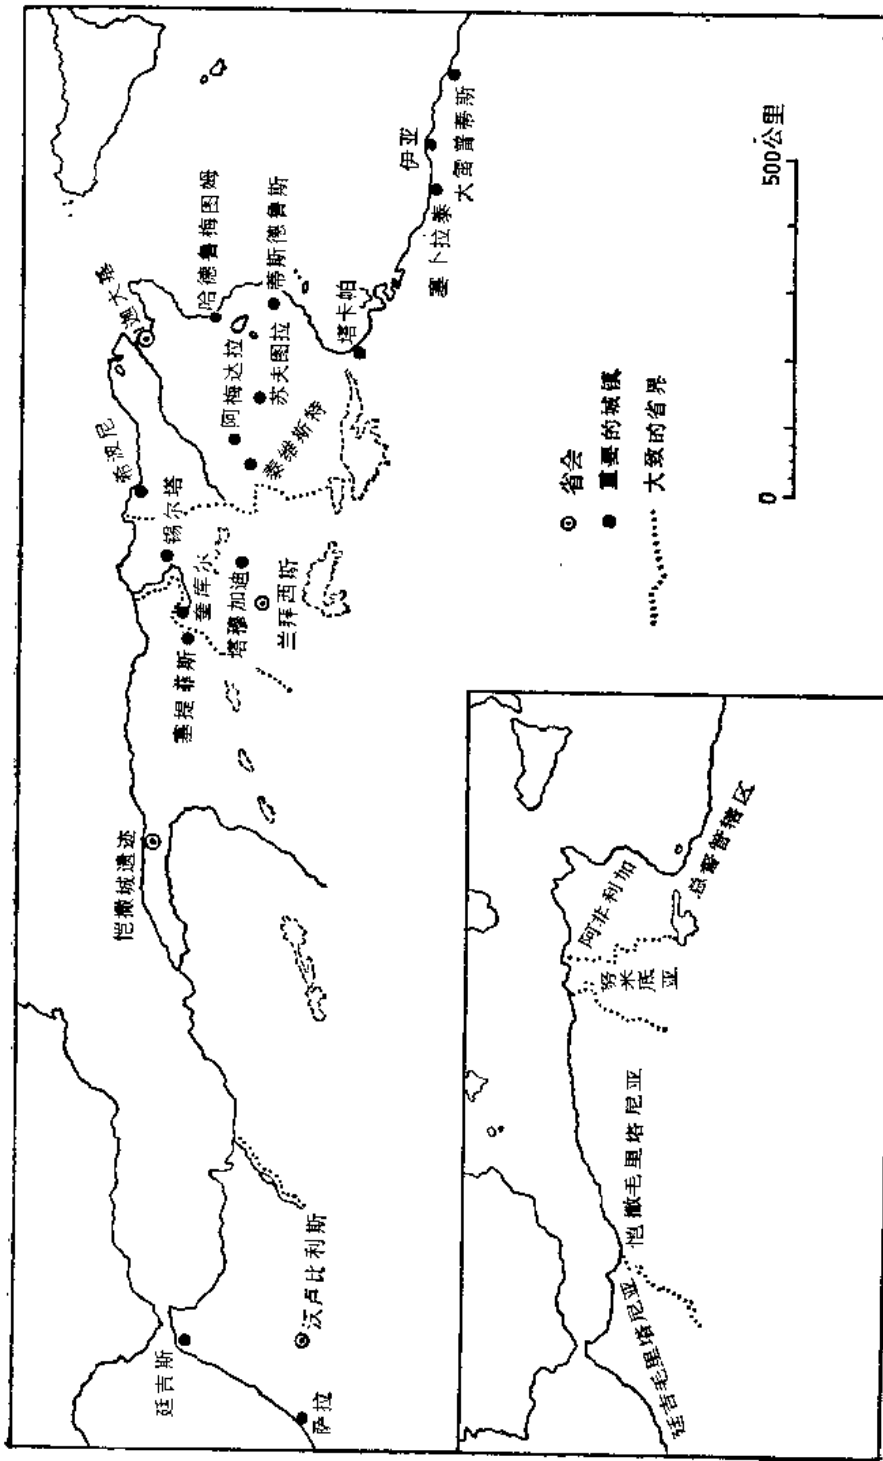 廷吉斯
萨拉
沃卢比利斯
恺撒城遗迹
塞提菲斯
奎库尔
锡尔塔
塔穆加迪
兰拜西斯
希波尼
迦太基
阿梅达拉
泰维斯特
苏夫图拉
哈德鲁梅图姆
蒂斯德鲁斯
塔卡帕
塞卜拉泰
伊亚
大雷普蒂斯
省会
重要的城镇
大致的省界
0
500公里
廷吉毛里塔尼亚
恺撒毛里塔尼亚
努米底亚
阿非利加
总督管辖区